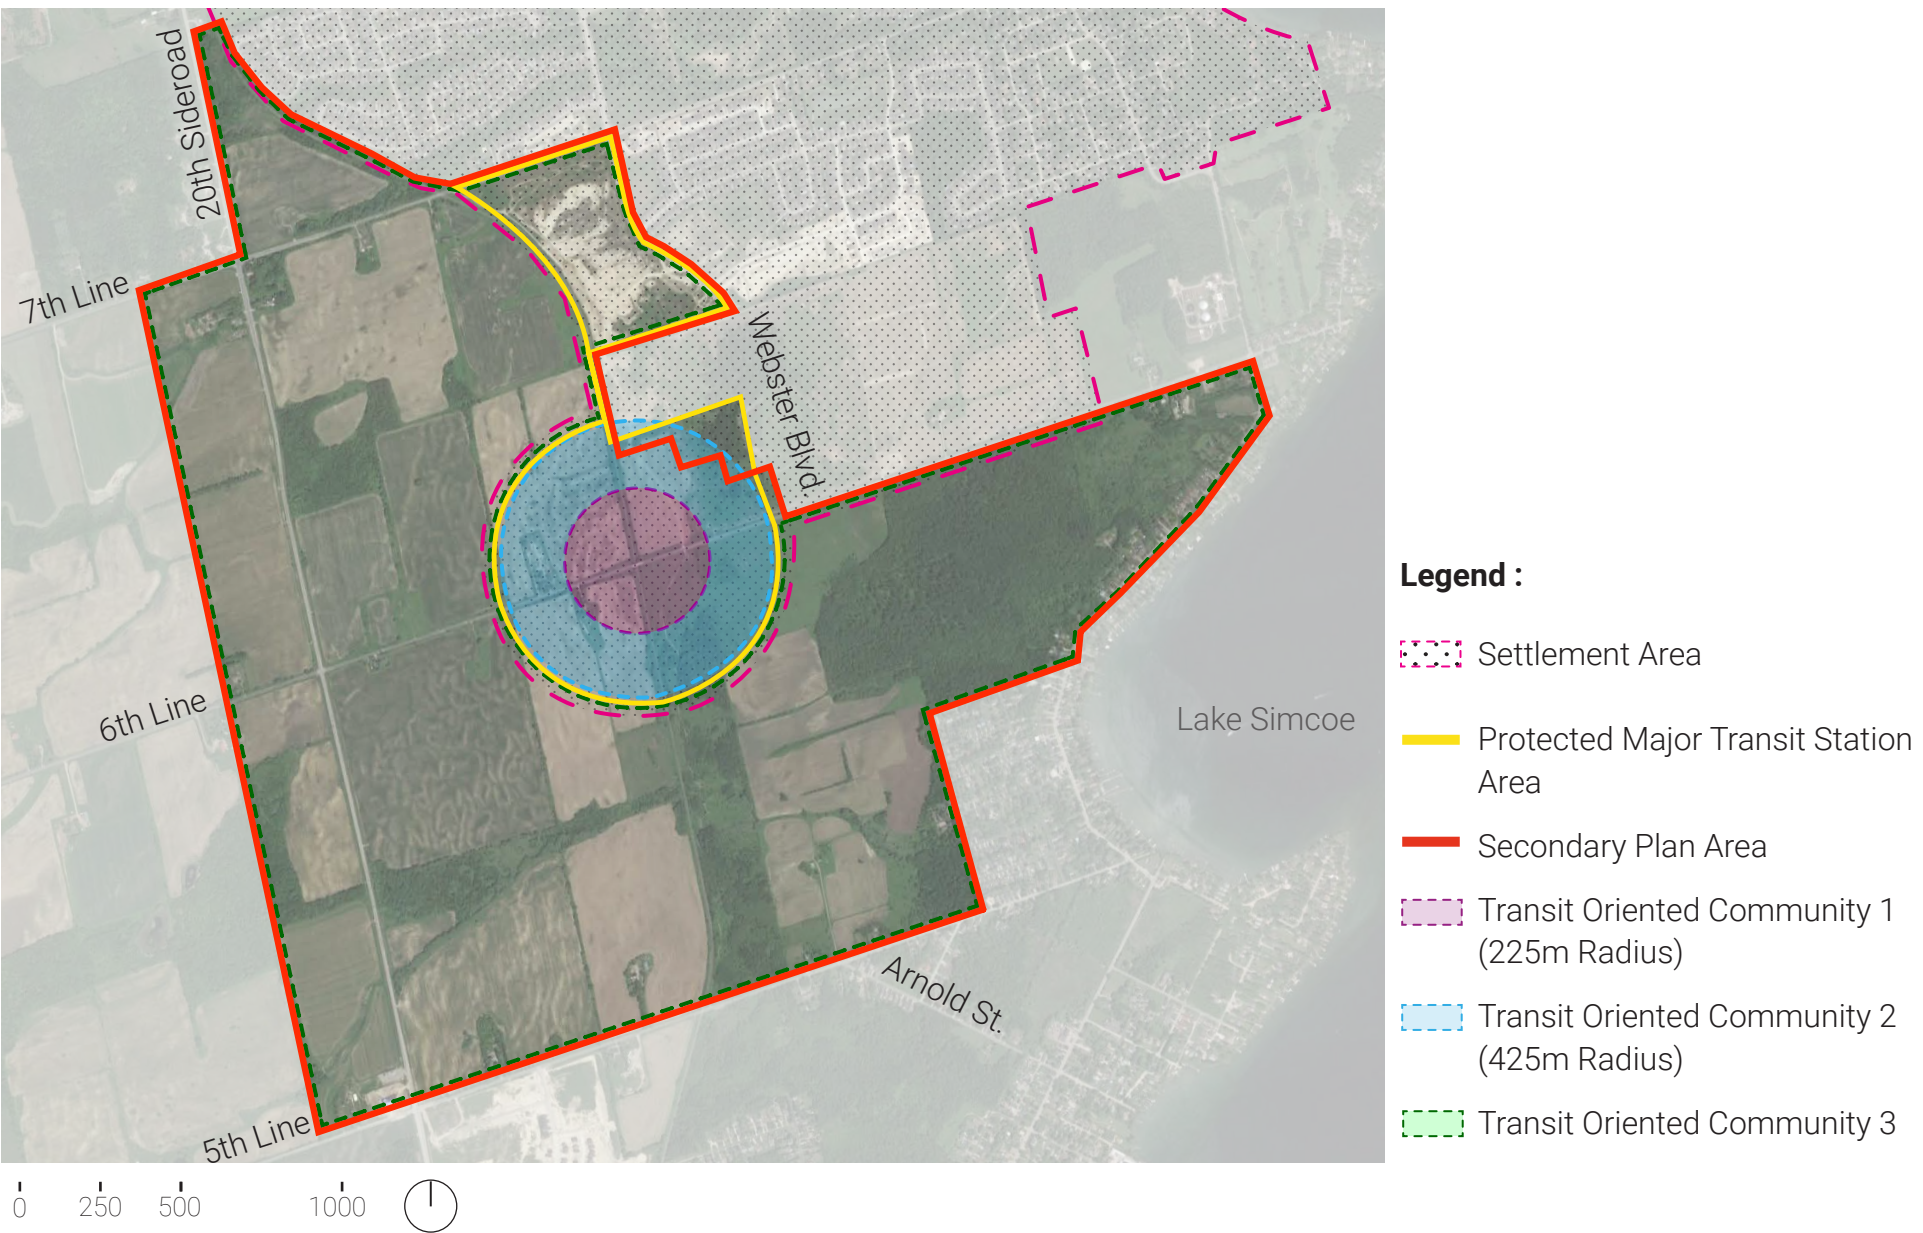 20th Sideroad
7th Line
Webster Blvd.
6th Line
Lake Simcoe
Arnold St.
5th Line
0 250 500 1000
Legend :
Settlement Area
Protected Major Transit Station
Area
Secondary Plan Area
Transit Oriented Community 1
(225m Radius)
Transit Oriented Community 2
(425m Radius)
Transit Oriented Community 3